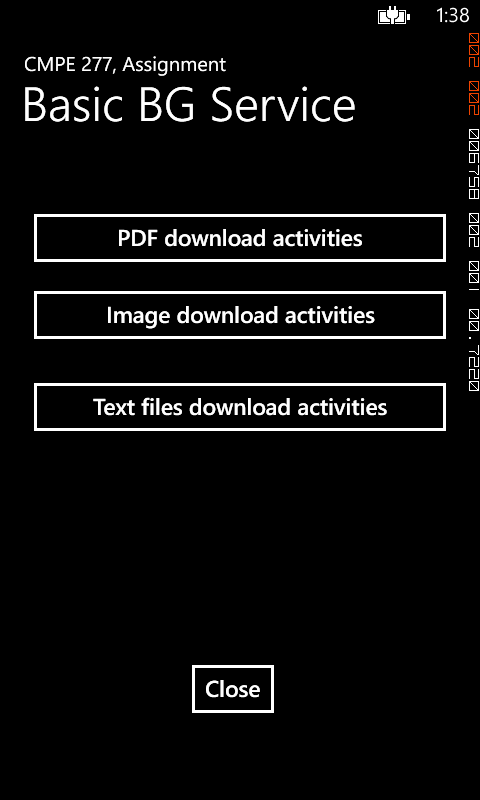 1:38
CMPE 277, Assignment
Basic BG Service
002 002 006758 002 001 00.7220
PDF download activities
Image download activities
Text files download activities
Close